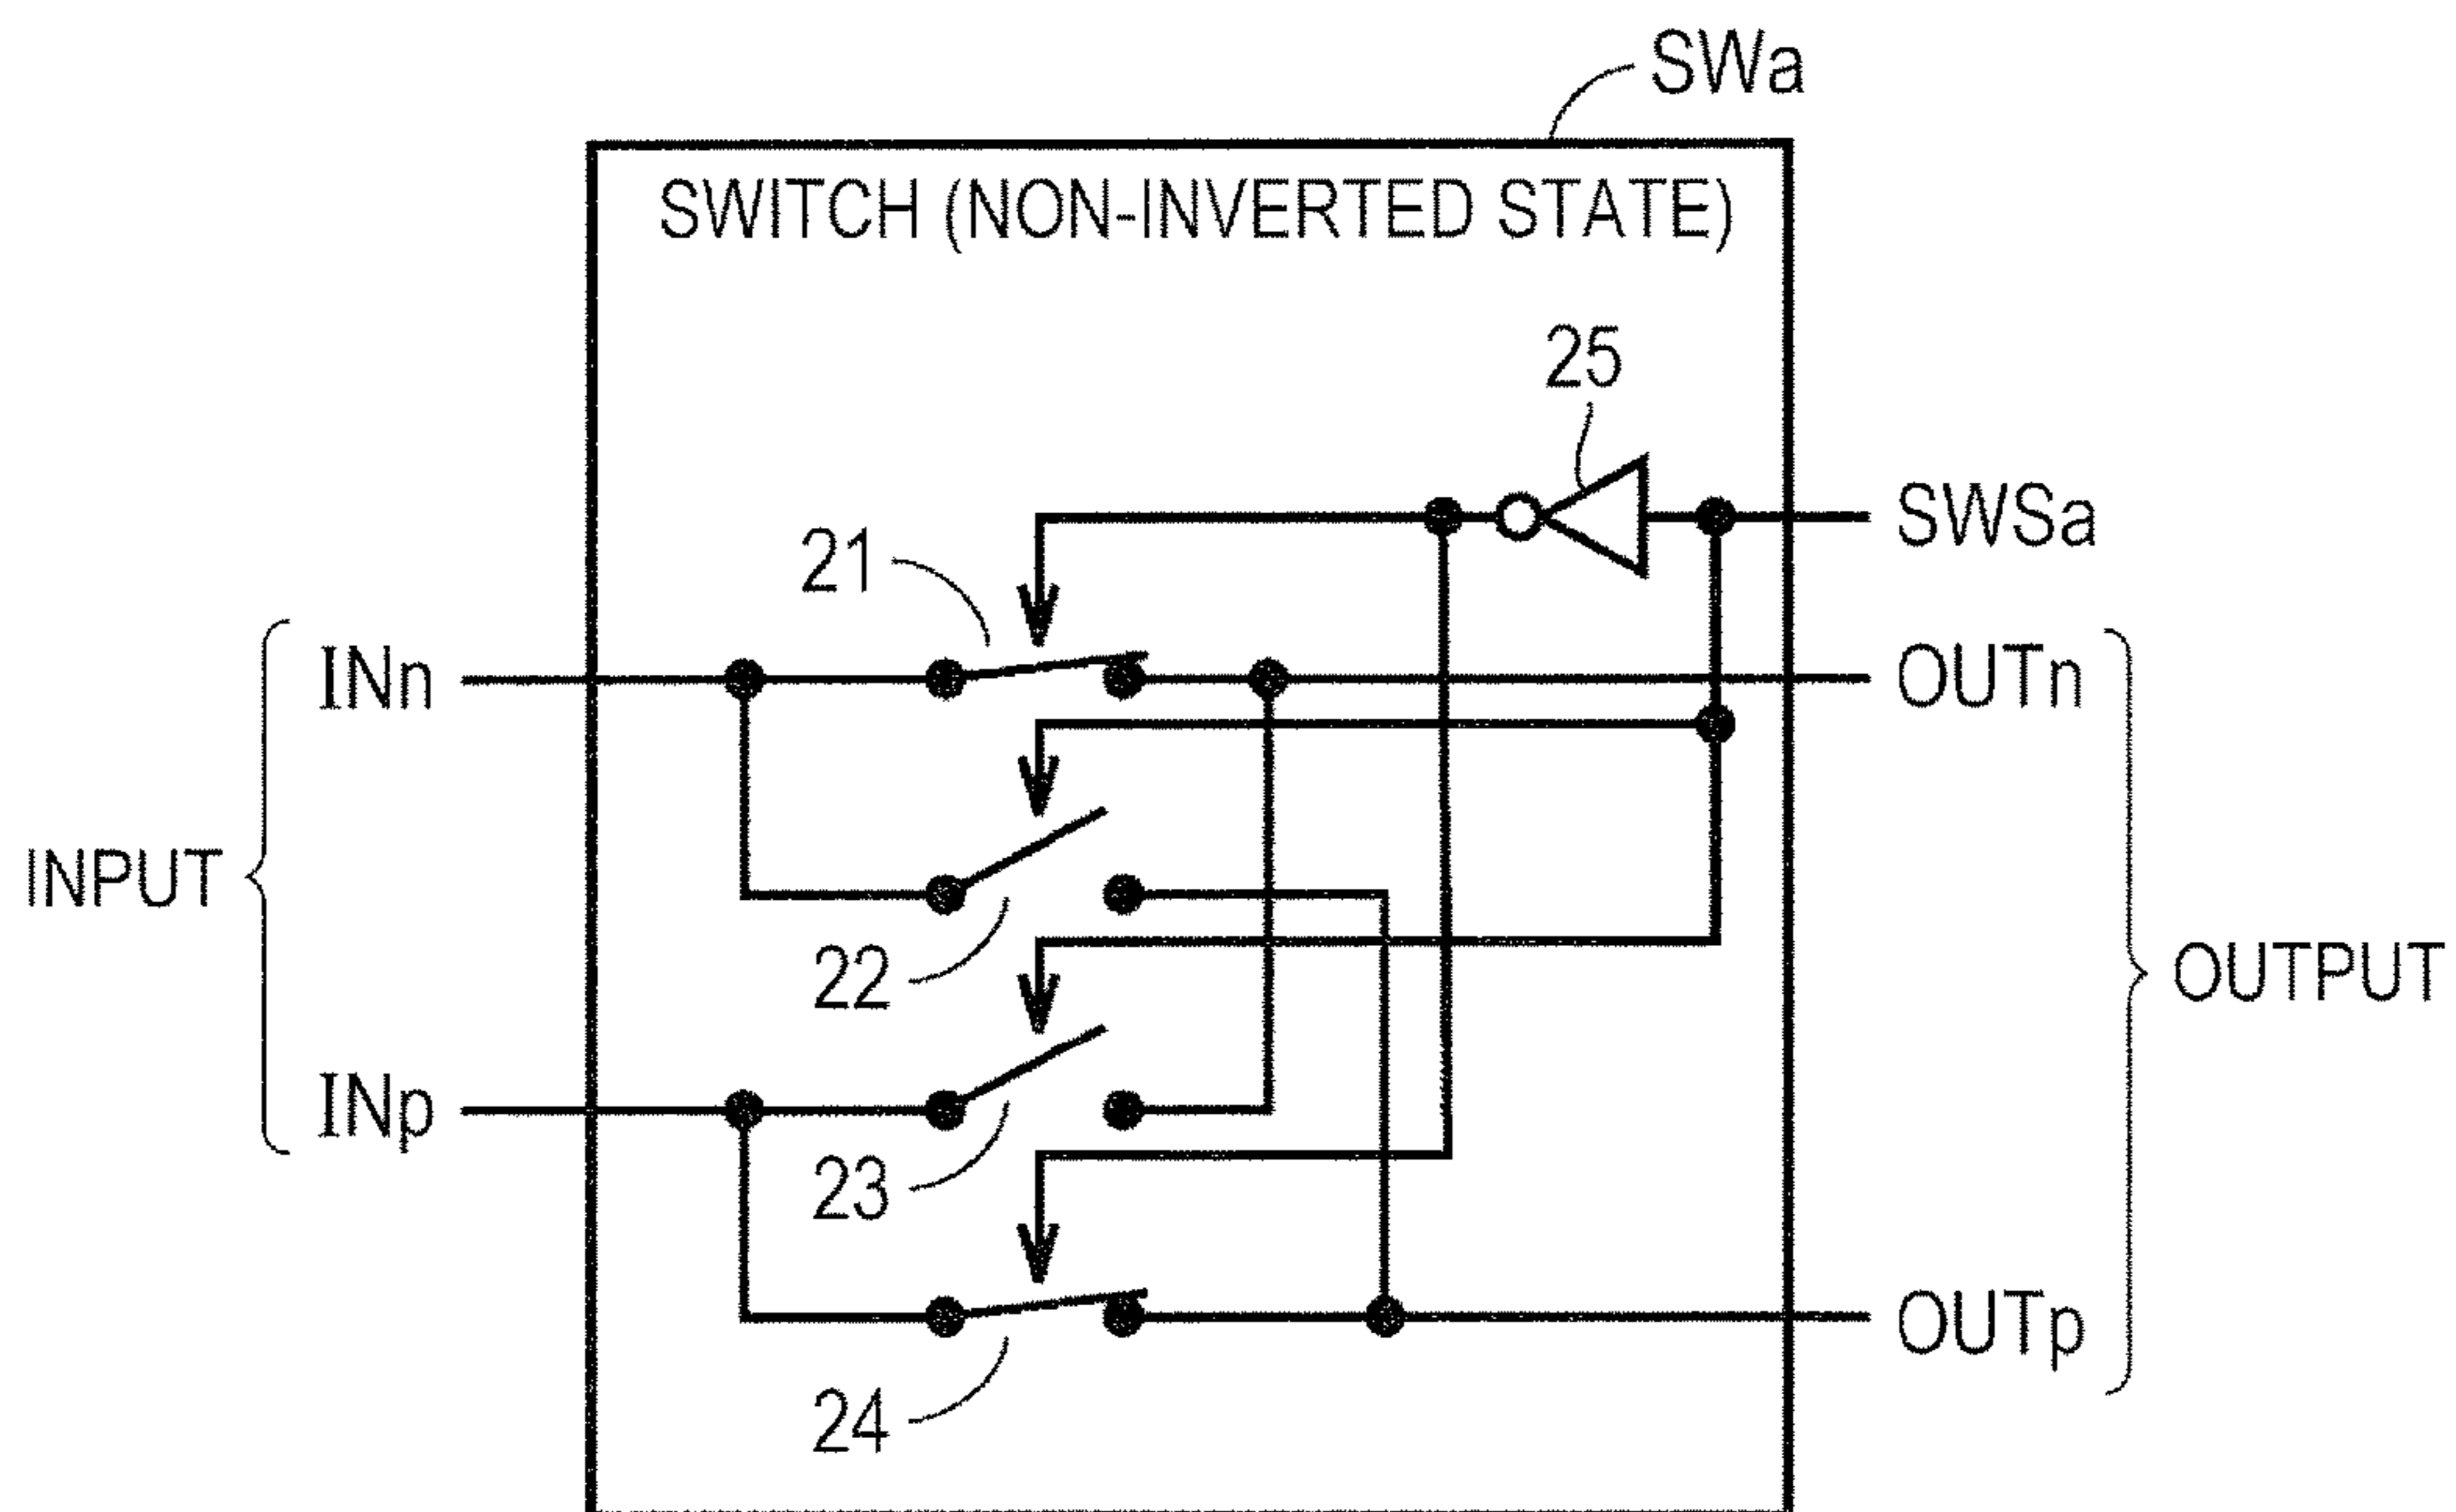 SWa
SWITCH (NON-INVERTED STATE)
25
SWSa
21
INn
OUTn
INPUT
22
OUTPUT
INp
23
OUTp
24